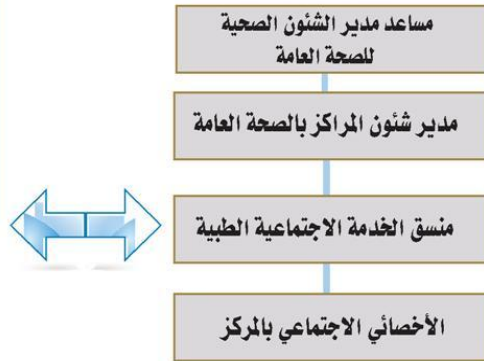 مساعد مدير الشئون الصحية
للصحة العامة
مدير شئون المراكز بالصحة العامة
منسق الخدمة الاجتماعية الطبية
الأخصائي الاجتماعي بالمركز